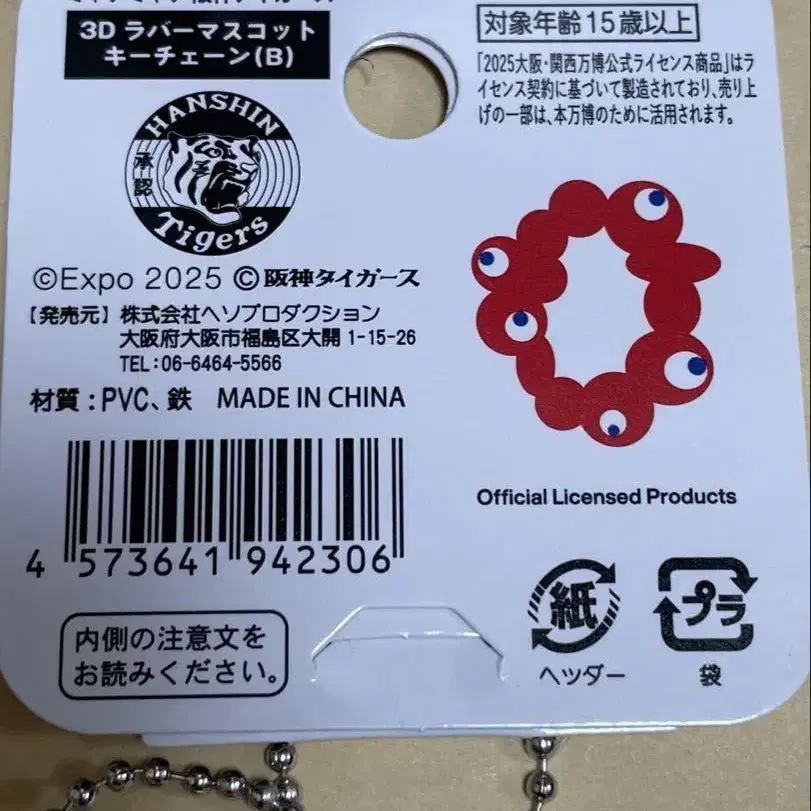 3D ラバーマスコット
キーチェーン(B)
対象年齢15歳以上
「2025大阪・関西万博公式ライセンス商品」はラ
イセンス契約に基づいて製造されており、売り上
げの一部は、本万博のために活用されます。
HANSHIN
承認
Tigers
©Expo 2025 ©阪神タイガース
【発売元】株式会社ヘソプロダクション
大阪府大阪市福島区大開 1-15-26
TEL:06-6464-5566
材質:PVC、鉄 MADE IN CHINA
4 573641 942306
Official Licensed Products
内側の注意文を
お読みください。
紙
ヘッダー
プラ
袋